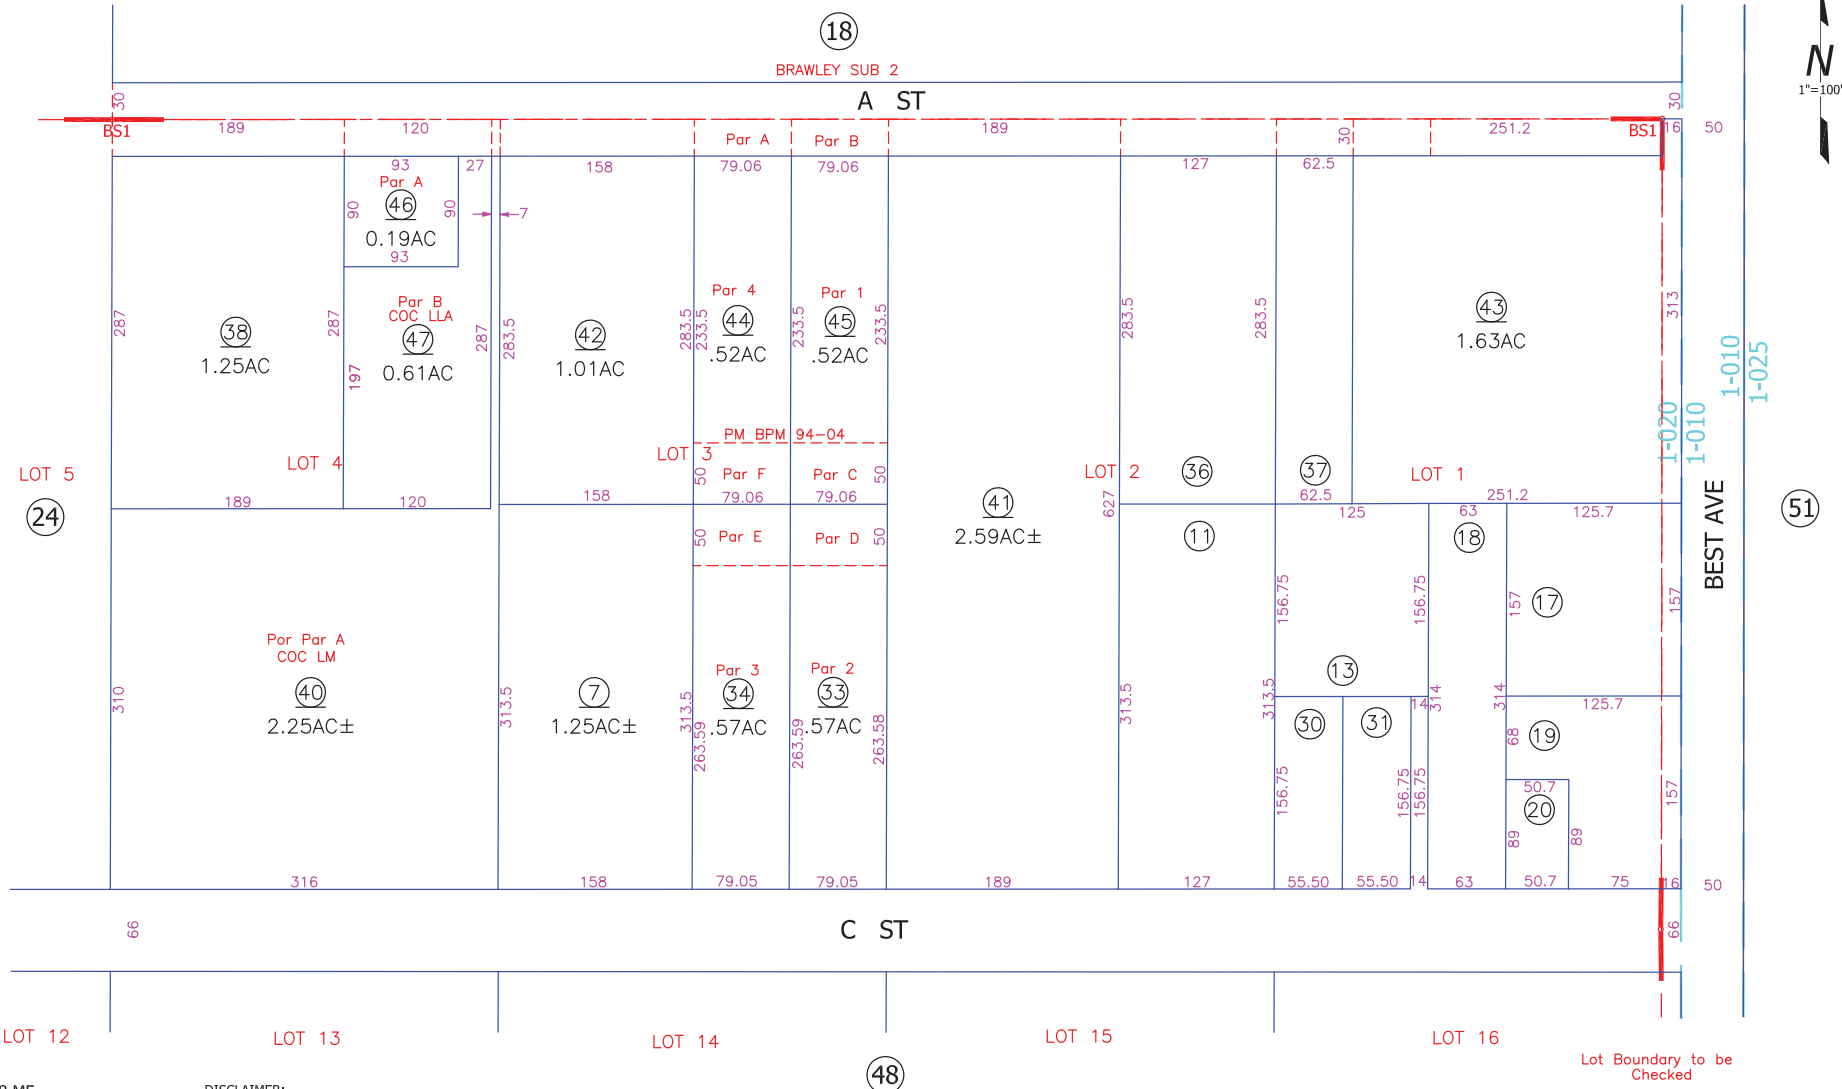 18
BRAWLEY SUB 2
A ST
N
1"=100'
30
30
BS1
189
120
189
30
251.2
BS1
16
50
Par A
Par B
93
27
158
79.06
79.06
127
62.5
Par A
46
0.19AC
90
90
93
7
Par B
COC LLA
47
0.61AC
287
287
287
197
38
1.25AC
283.5
42
1.01AC
283.5
233.5
Par 4
44
.52AC
233.5
Par 1
45
.52AC
233.5
283.5
283.5
43
1.63AC
313
1-010
1-025
1-020
1-010
PM BPM 94-04
LOT 5
LOT 4
LOT 3
LOT 2
LOT 1
50
Par F
Par C
50
36
37
24
189
120
158
79.06
79.06
41
2.59AC±
627
62.5
251.2
125
63
125.7
51
BEST AVE
50
Par E
Par D
50
11
18
17
156.75
156.75
157
157
Por Par A
COC LM
40
2.25AC±
310
313.5
7
1.25AC±
313.5
263.59
Par 3
34
.57AC
263.59
Par 2
33
.57AC
263.58
313.5
313.5
13
14
314
314
125.7
30
31
19
68
156.75
156.75
156.75
50.7
20
89
89
157
316
158
79.05
79.05
189
127
55.50
55.50
14
63
50.7
75
16
50
66
C ST
66
LOT 12
LOT 13
LOT 14
LOT 15
LOT 16
48
Lot Boundary to be
Checked
DISCLAIMER: